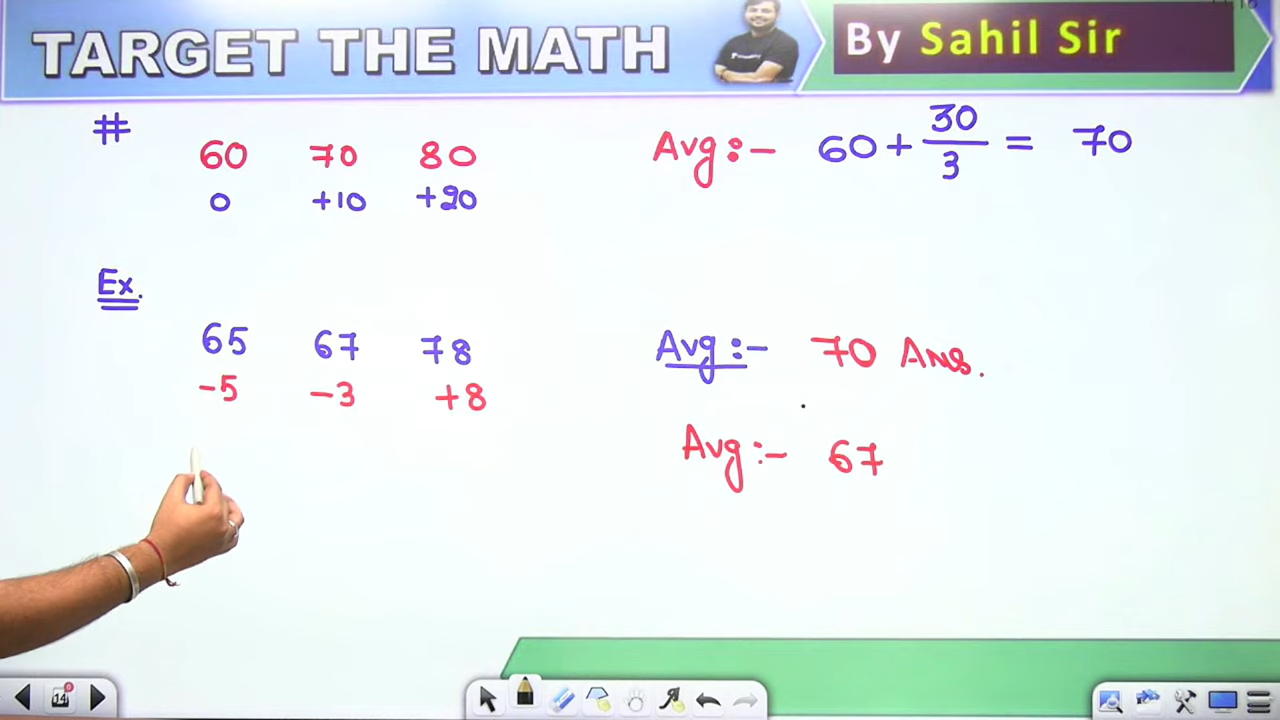 TARGET THE MATH
By Sahil Sir
#
60 70 80
0 +10 +20
Avg:- 60 + 30/3 = 70
Ex.
65 67 78
-5 -3 +8
Avg:- 70 Ans.
Avg:- 67
14